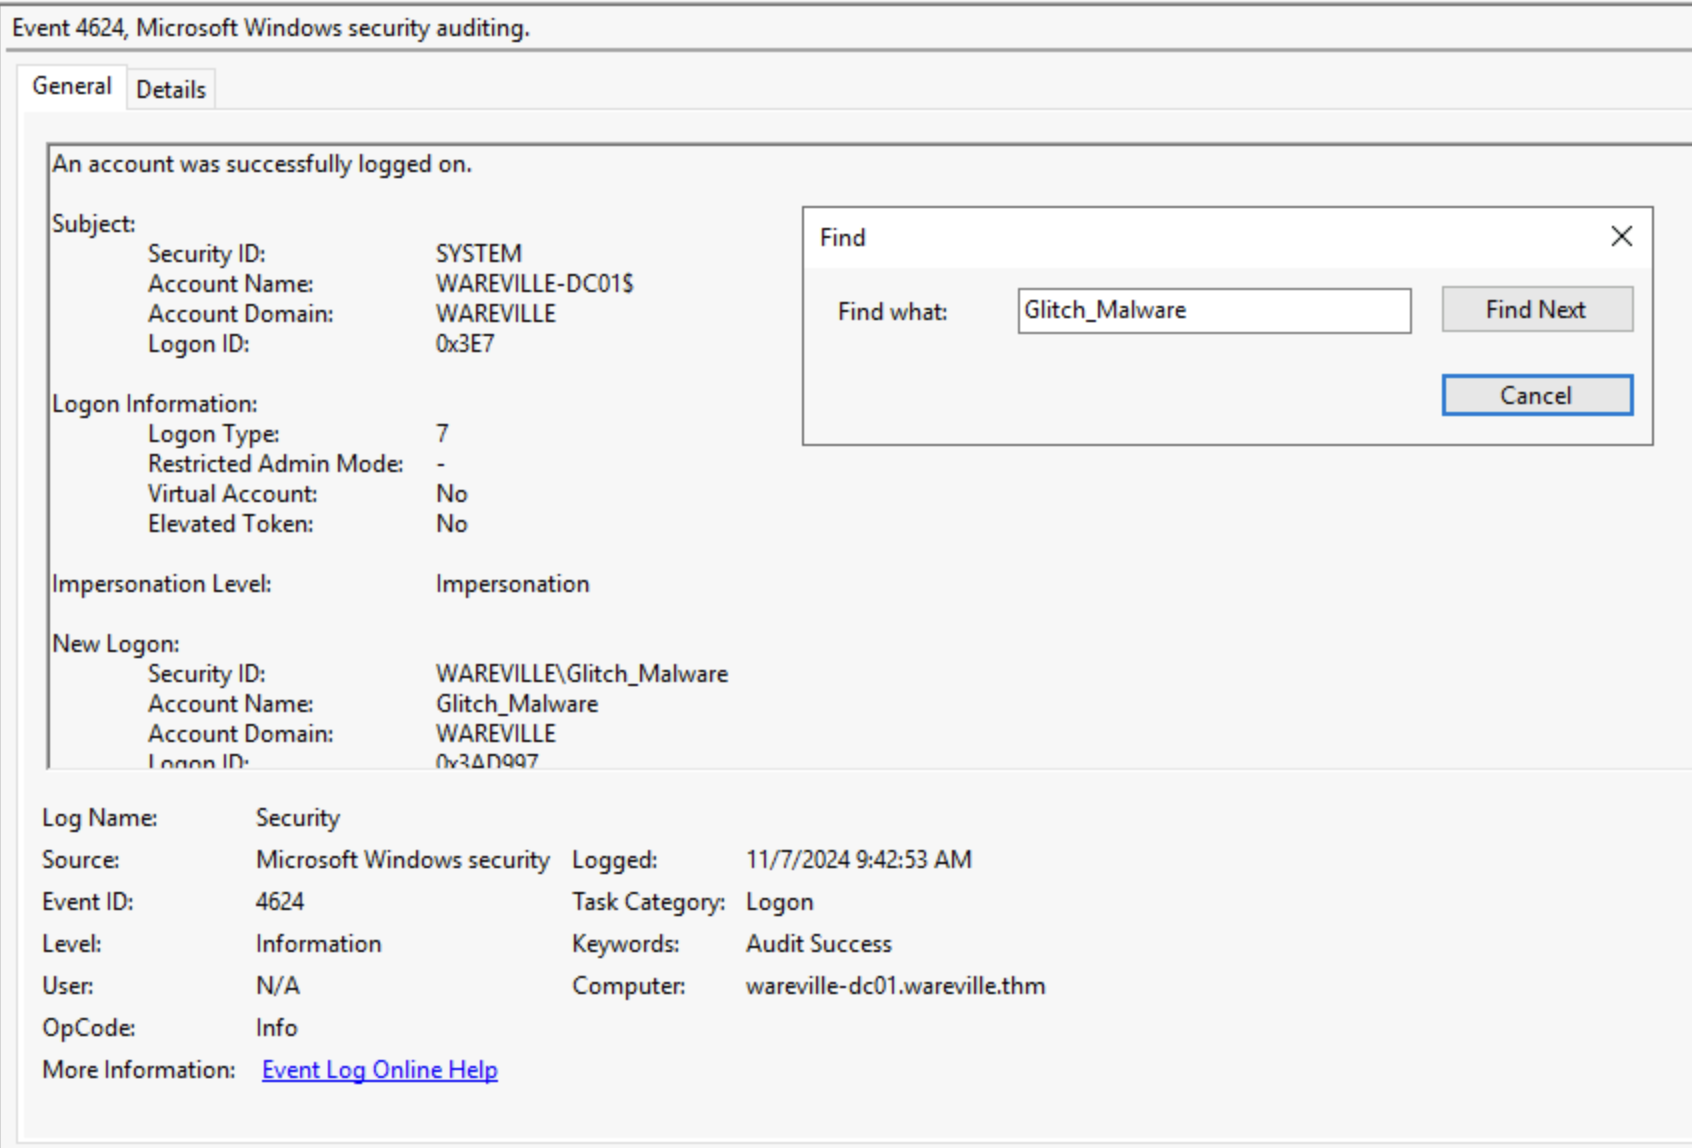 Event 4624, Microsoft Windows security auditing.
General Details
An account was successfully logged on.
Subject:
Security ID: SYSTEM
Account Name: WAREVILLE-DC01$
Account Domain: WAREVILLE
Logon ID: 0x3E7
Logon Information:
Logon Type: 7
Restricted Admin Mode: -
Virtual Account: No
Elevated Token: No
Impersonation Level: Impersonation
New Logon:
Security ID: WAREVILLE\Glitch_Malware
Account Name: Glitch_Malware
Account Domain: WAREVILLE
Logon ID: 0x3AD997
Find
Find what: Glitch_Malware Find Next
Cancel
Log Name: Security
Source: Microsoft Windows security Logged: 11/7/2024 9:42:53 AM
Event ID: 4624 Task Category: Logon
Level: Information Keywords: Audit Success
User: N/A Computer: wareville-dc01.wareville.thm
OpCode: Info
More Information: Event Log Online Help